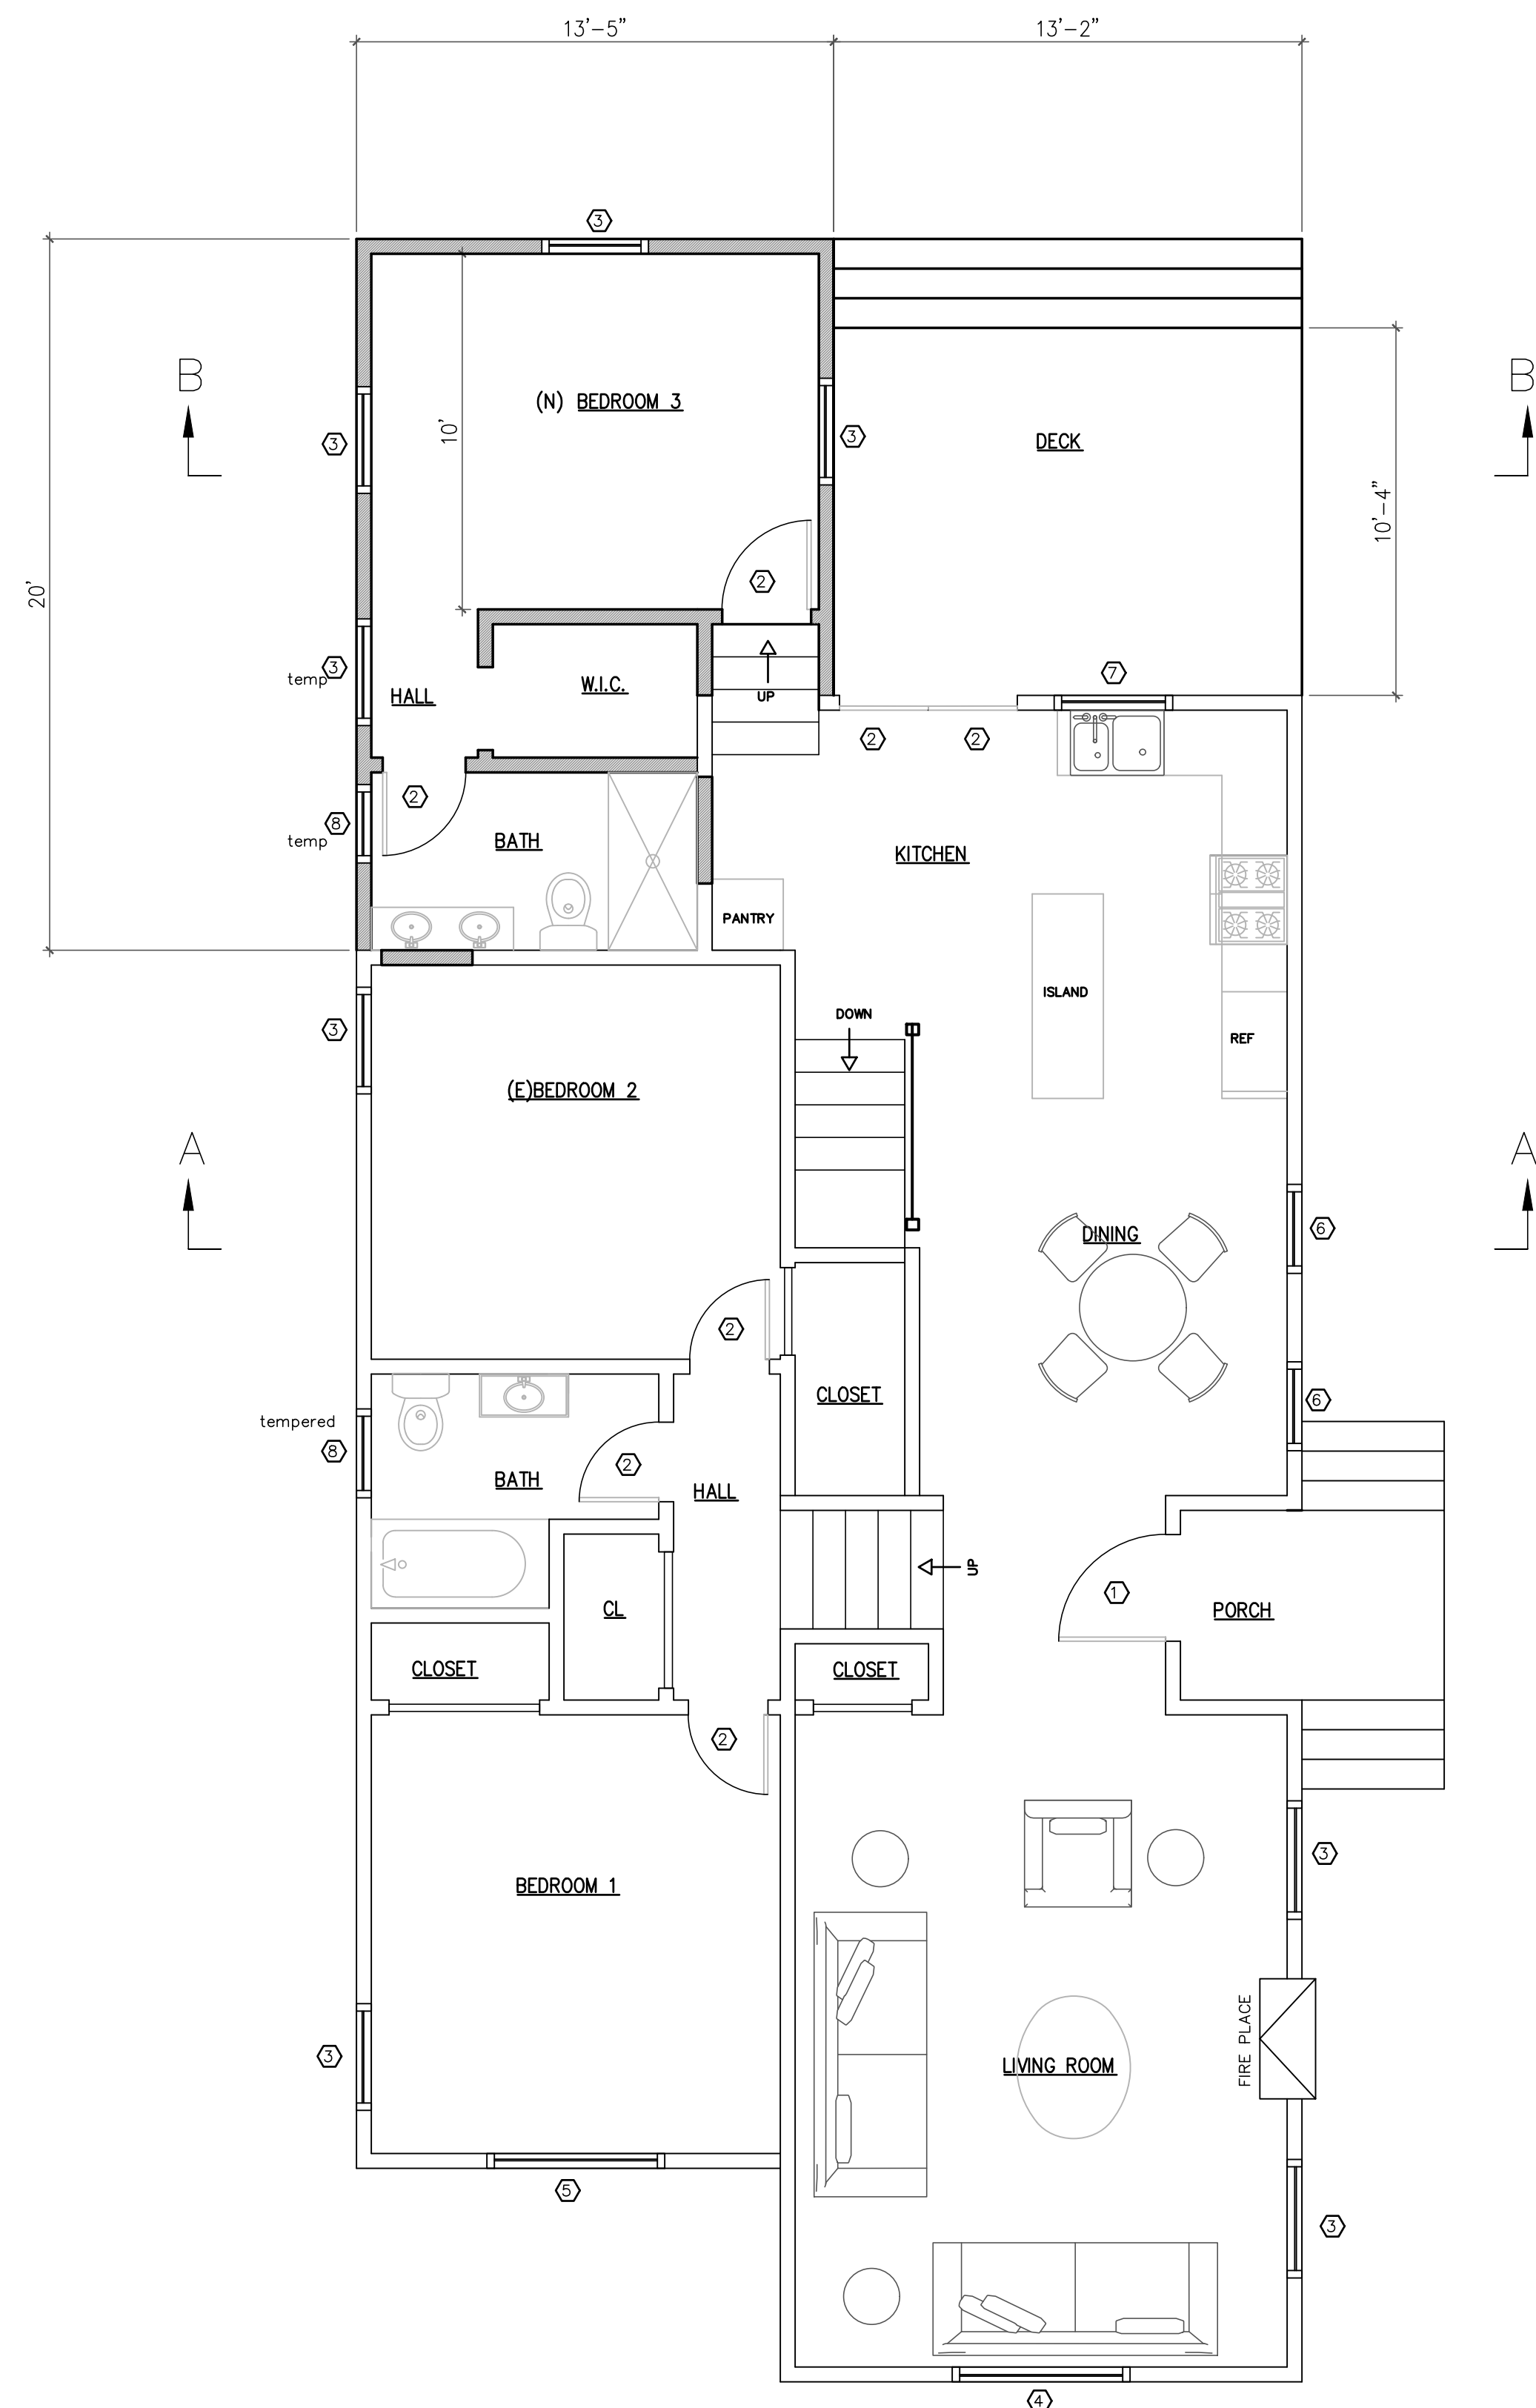 13'-5"
13'-2"
3
B
B
(N) BEDROOM 3
10'
3
3
DECK
10'-4"
20'
2
temp 3
HALL
W.I.C.
UP
7
2
2
2
temp 8
BATH
KITCHEN
PANTRY
ISLAND
DOWN
3
REF
(E)BEDROOM 2
A
A
6
DINING
2
CLOSET
6
tempered
8
2
BATH
HALL
UP
1
CL
PORCH
CLOSET
CLOSET
2
3
BEDROOM 1
FIRE PLACE
3
LIVING ROOM
5
3
4